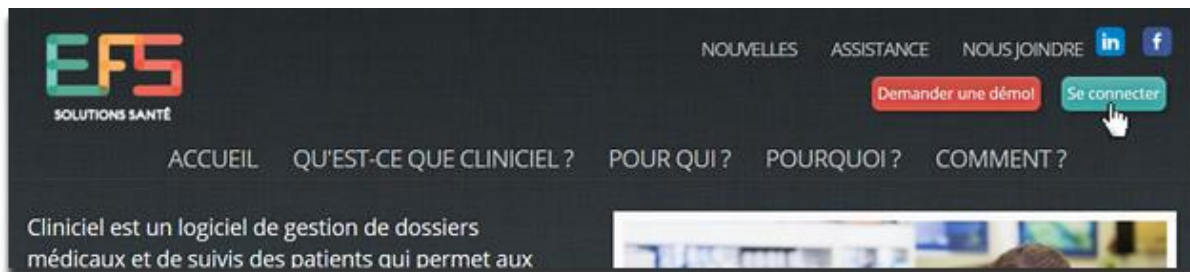 EFS
SOLUTIONS SANTÉ
NOUVELLES ASSISTANCE NOUS JOINDRE in f
Demander une démo! Se connecter
ACCUEIL QU'EST-CE QUE CLINICIEL ? POUR QUI ? POURQUOI ? COMMENT ?
Cliniciel est un logiciel de gestion de dossiers
médicaux et de suivis des patients qui permet aux